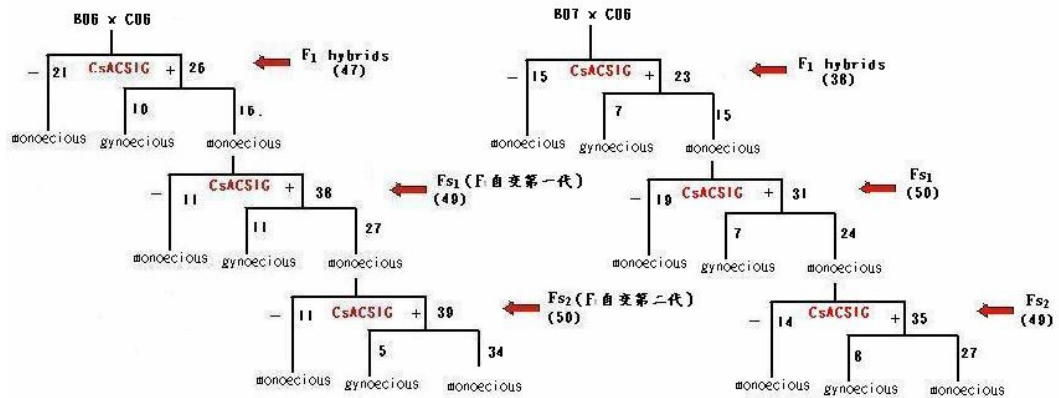 B06 x C06
- 21 CsACS1G + 26
F1 hybrids
(47)
10
16.
monoecious gynoecious monoecious
- 11 CsACS1G + 38
Fs1 (F1自交第一代)
(49)
11
27
monoecious gynoecious monoecious
- 11 CsACS1G + 39
Fs2 (F1自交第二代)
(50)
5
34
monoecious gynoecious monoecious
B07 x C06
- 15 CsACS1G + 23
F1 hybrids
(38)
7
15
monoecious gynoecious monoecious
- 19 CsACS1G + 31
Fs1
(50)
7
24
monoecious gynoecious monoecious
- 14 CsACS1G + 35
Fs2
(49)
8
27
monoecious gynoecious monoecious